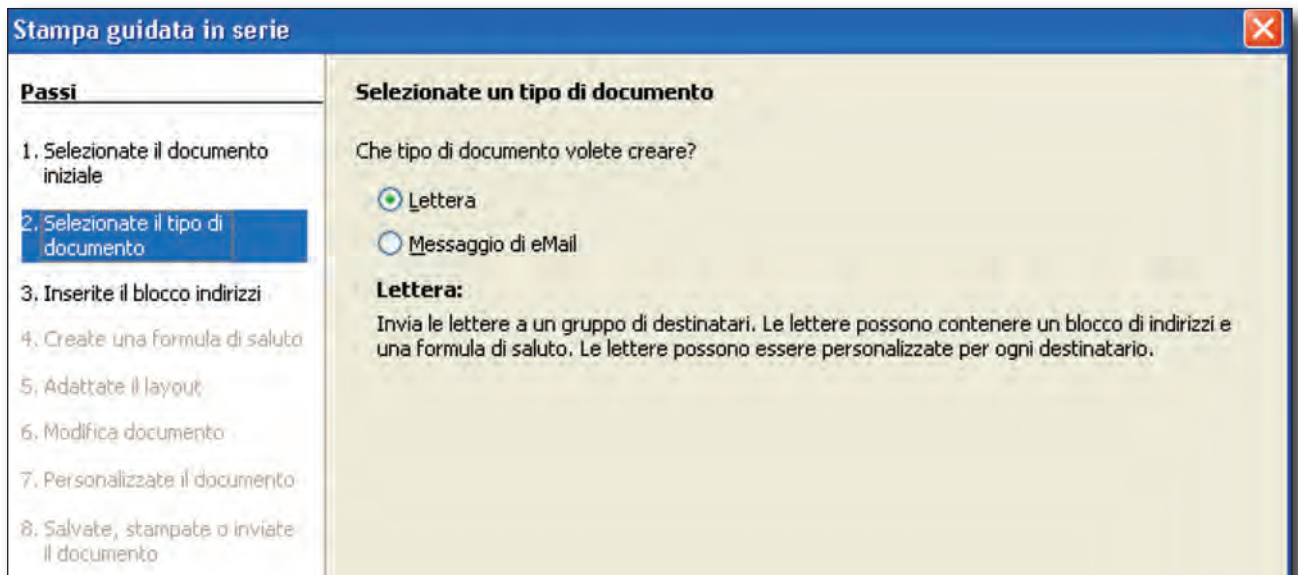 Stampa guidata in serie
Passi
1. Selezionate il documento
iniziale
2. Selezionate il tipo di
documento
3. Inserite il blocco indirizzi
4. Create una formula di saluto
5. Adattate il layout
6. Modifica documento
7. Personalizzate il documento
8. Salvate, stampate o inviate
il documento
Selezionate un tipo di documento
Che tipo di documento volete creare?
Lettera
Messaggio di eMail
Lettera:
Invia le lettere a un gruppo di destinatari. Le lettere possono contenere un blocco di indirizzi e
una formula di saluto. Le lettere possono essere personalizzate per ogni destinatario.